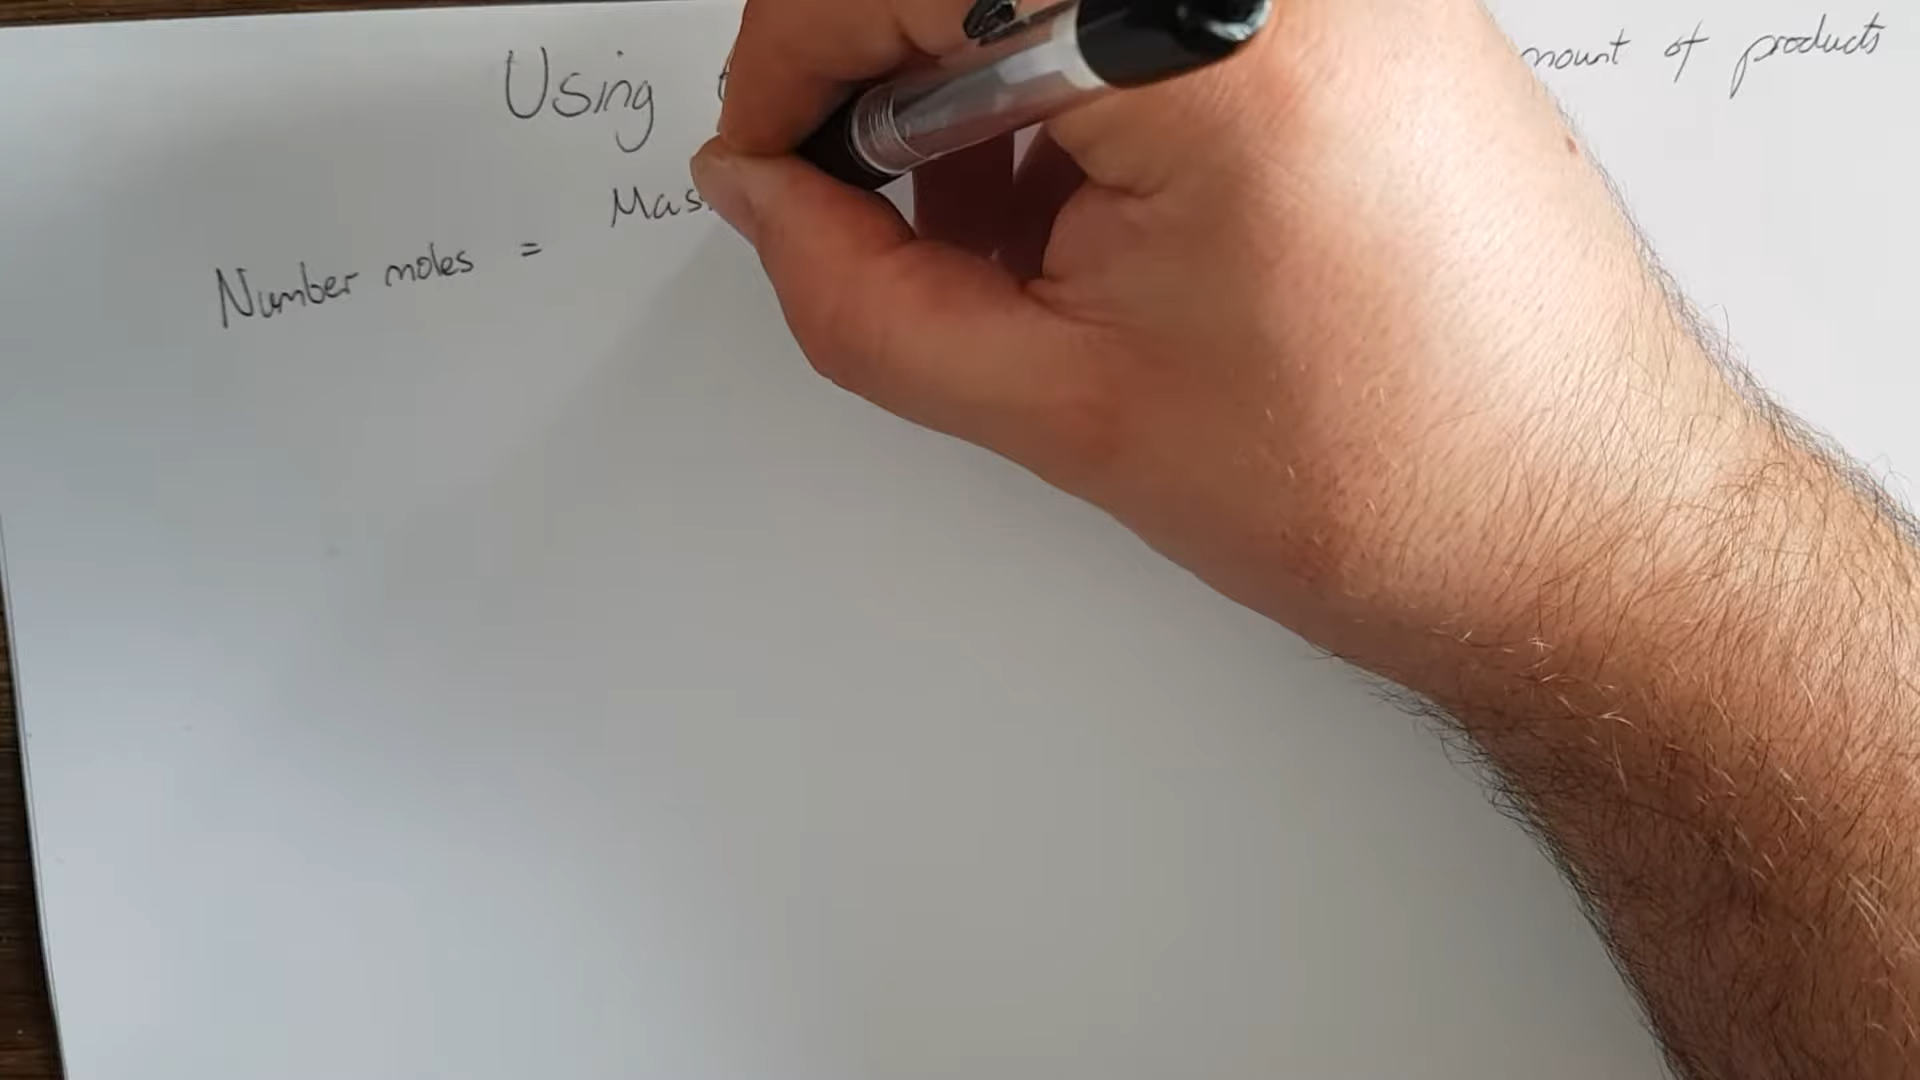 Using mount of products
Mas
Number moles =